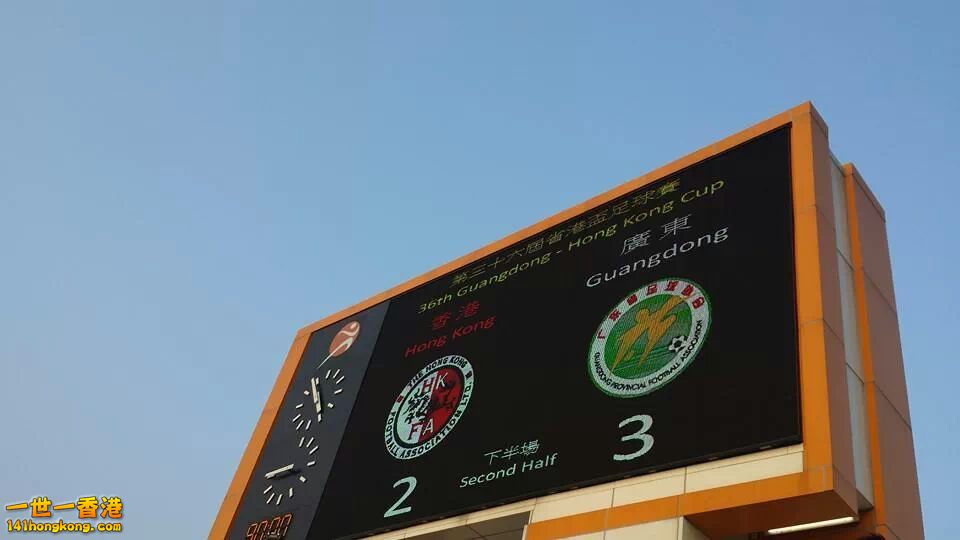 第三十六屆省港盃足球賽
36th Guangdong - Hong Kong Cup
香港
Hong Kong
廣東
Guangdong
THE HONG KONG
FOOTBALL ASSOCIATION LTD.
HK
FA
GUANGDONG PROVINCIAL FOOTBALL ASSOCIATION
2
下半場
Second Half
3
90:00
一世一香港
141hongkong.com